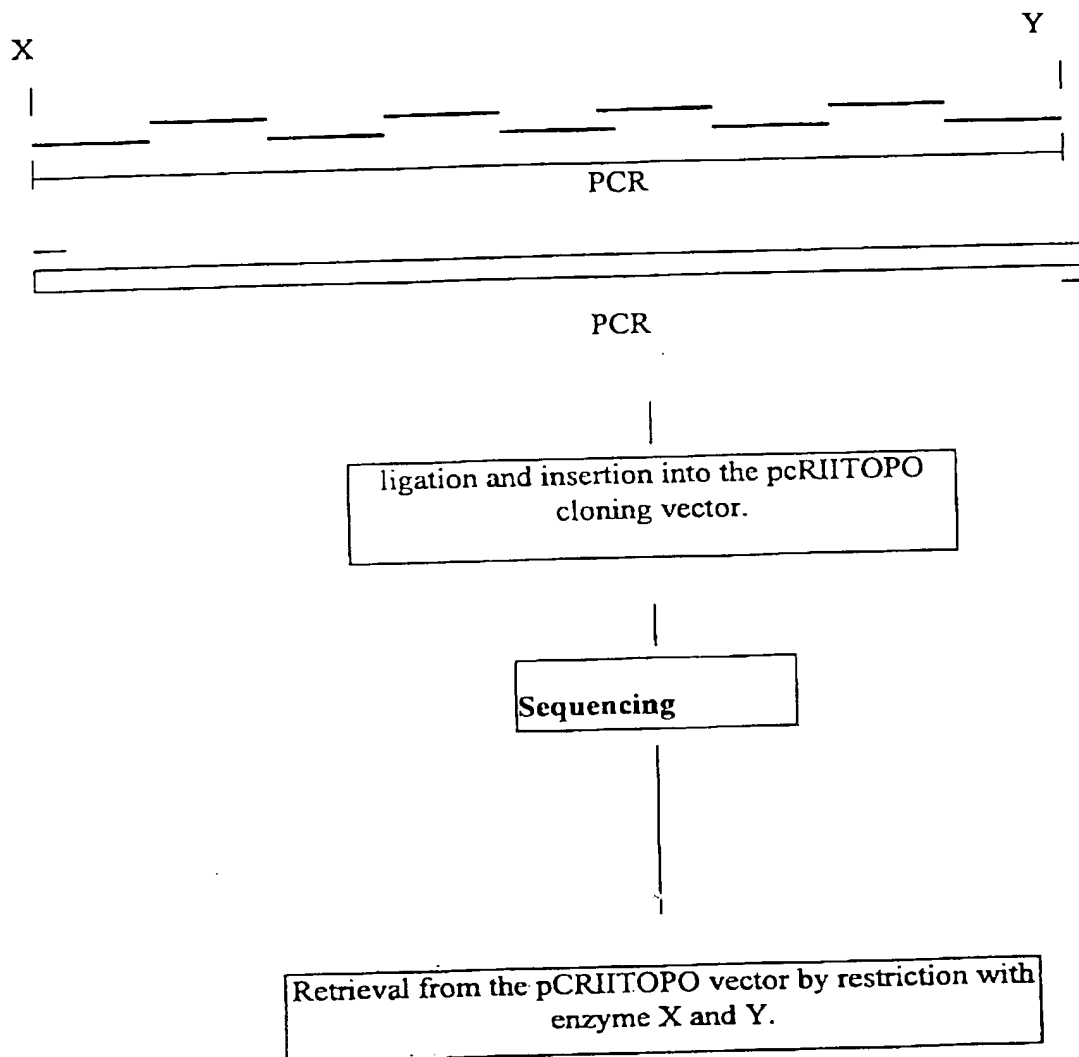 X
Y
PCR
PCR
ligation and insertion into the pcRIITOPO
cloning vector.
Sequencing
Retrieval from the pCRIITOPO vector by restriction with
enzyme X and Y.